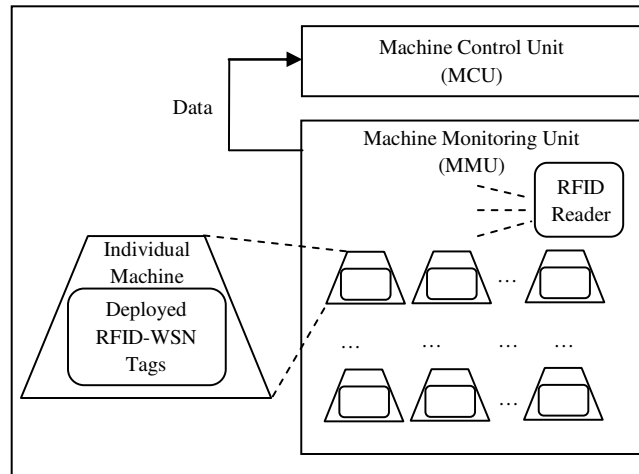 Machine Control Unit
(MCU)
Data
Machine Monitoring Unit
(MMU)
RFID
Reader
Individual
Machine
Deployed
RFID-WSN
Tags
...
... ... ... ...
...